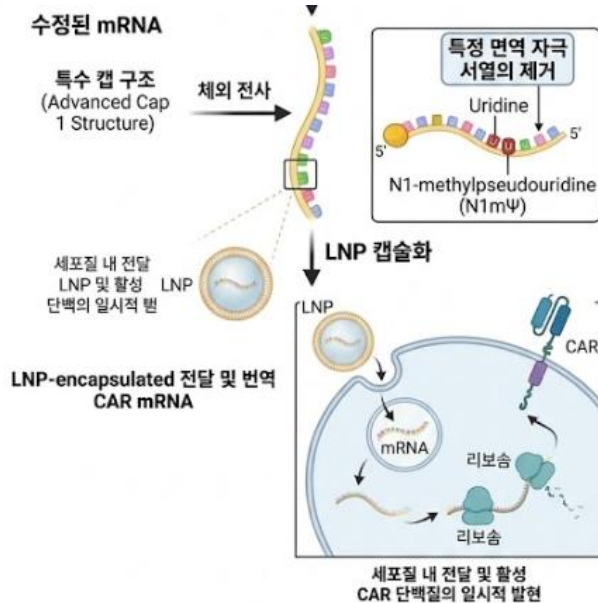 수정된 mRNA
특수 캡 구조
(Advanced Cap
1 Structure)
체외 전사
특정 면역 자극
서열의 제거
Uridine
5'
U
U
5'
N1-methylpseudouridine
(N1mΨ)
LNP 캡술화
세포질 내 전달
LNP 및 활성
단백의 일시적
LNP
LNP-encapsulated 전달 및 번역
CAR mRNA
LNP
CAR
mRNA
리보솜
리보솜
세포질 내 전달 및 활성
CAR 단백질의 일시적 발현